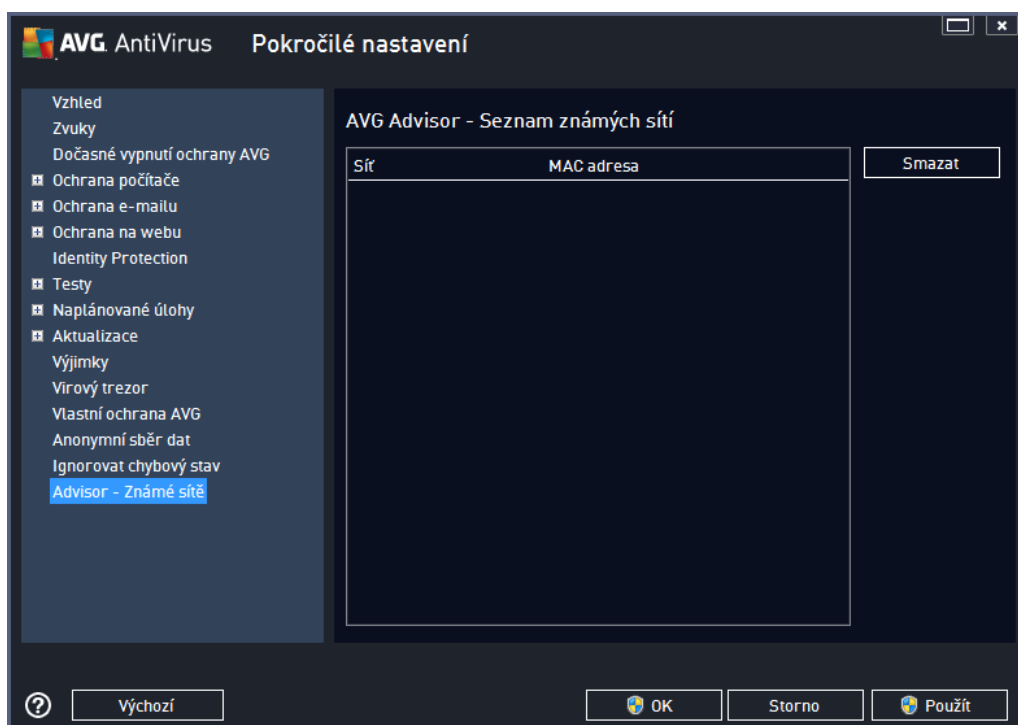 AVG AntiVirus Pokročilé nastavení
Vzhled
Zvuky
Dočasné vypnutí ochrany AVG
Ochrana počítače
Ochrana e-mailu
Ochrana na webu
Identity Protection
Testy
Naplánované úlohy
Aktualizace
Výjimky
Virový trezor
Vlastní ochrana AVG
Anonymní sběr dat
Ignorovat chybový stav
Advisor - Známé sítě
AVG Advisor - Seznam známých sítí
Síť MAC adresa
Smazat
Výchozí OK Storno Použít